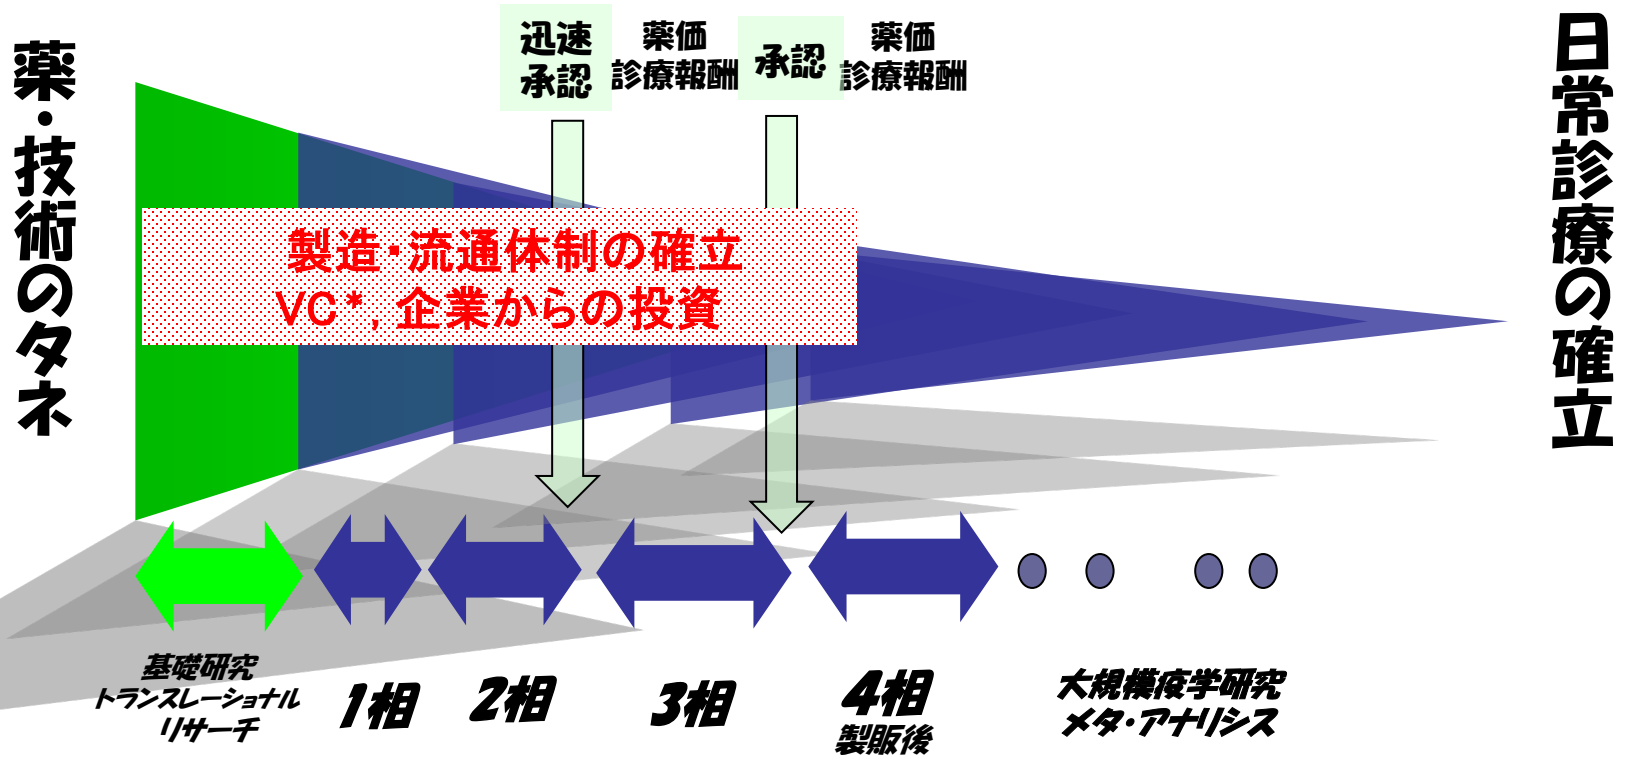 薬・技術のタネ
迅速
承認
薬価
診療報酬
承認
薬価
診療報酬
日常診療の確立
製造・流通体制の確立
VC*, 企業からの投資
基礎研究
トランスレーショナル
リサーチ
1相
2相
3相
4相
製販後
大規模疫学研究
メタ・アナリシス